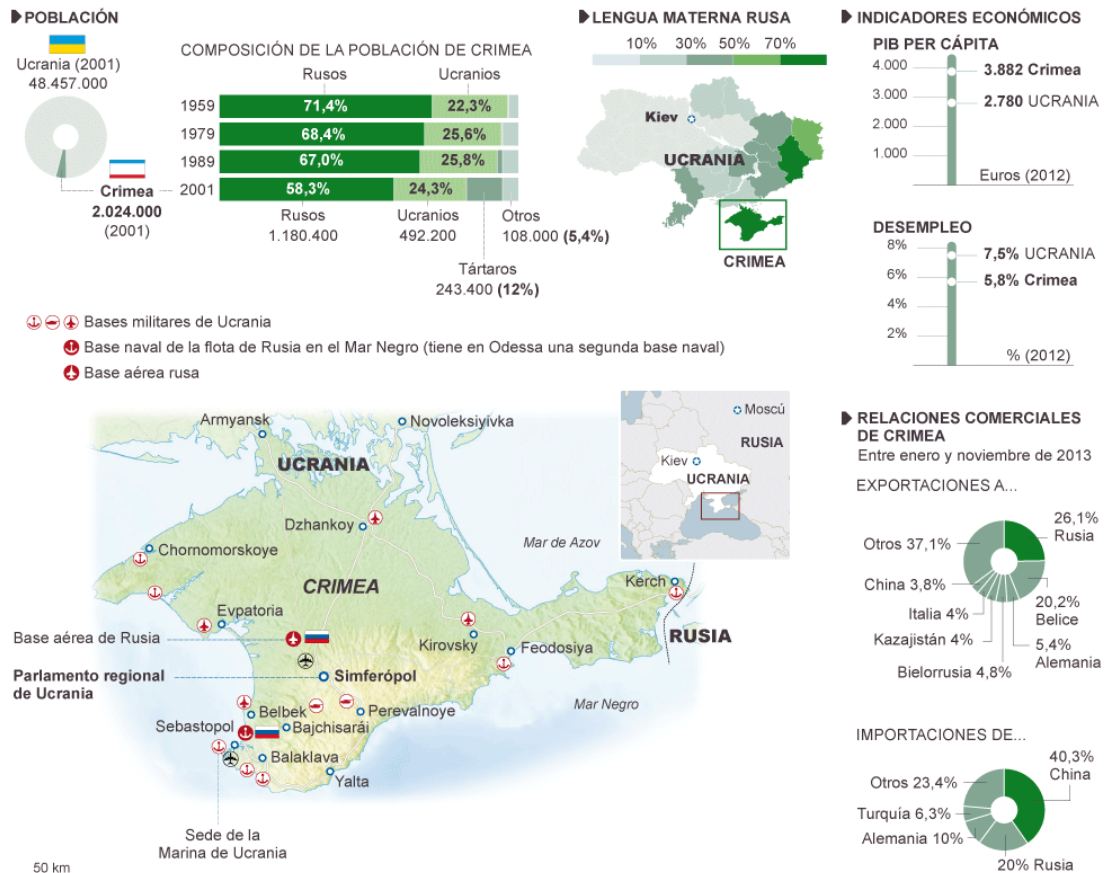 POBLACIÓN
Ucrania (2001)
48.457.000
Crimea
2.024.000
(2001)
COMPOSICIÓN DE LA POBLACIÓN DE CRIMEA
Rusos Ucranios
1959 71,4% 22,3%
1979 68,4% 25,6%
1989 67,0% 25,8%
2001 58,3% 24,3%
Rusos Ucranios Otros
1.180.400 492.200 108.000 (5,4%)
Tártaros
243.400 (12%)
LENGUA MATERNA RUSA
10% 30% 50% 70%
Kiev
UCRANIA
CRIMEA
INDICADORES ECONÓMICOS
PIB PER CÁPITA
4.000
3.882 Crimea
3.000
2.780 UCRANIA
2.000
1.000
Euros (2012)
DESEMPLEO
8%
7,5% UCRANIA
6%
5,8% Crimea
4%
2%
% (2012)
Bases militares de Ucrania
Base naval de la flota de Rusia en el Mar Negro (tiene en Odessa una segunda base naval)
Base aérea rusa
Armyansk
Novoleksiyivka
UCRANIA
Dzhankoy
Mar de Azov
Chornomorskoye
CRIMEA
Kerch
Evpatoria
Base aérea de Rusia
Kirovsky
Feodosiya
RUSIA
Parlamento regional
de Ucrania
Simferópol
Mar Negro
Belbek
Perevalnoye
Sebastopol
Bajchisarái
Balaklava
Yalta
Sede de la
Marina de Ucrania
50 km
Moscú
RUSIA
Kiev
UCRANIA
RELACIONES COMERCIALES
DE CRIMEA
Entre enero y noviembre de 2013
EXPORTACIONES A...
26,1%
Rusia
Otros 37,1%
China 3,8%
Italia 4%
20,2%
Belice
Kazajistán 4%
5,4%
Alemania
Bielorrusia 4,8%
IMPORTACIONES DE...
40,3%
China
Otros 23,4%
Turquía 6,3%
Alemania 10%
20% Rusia